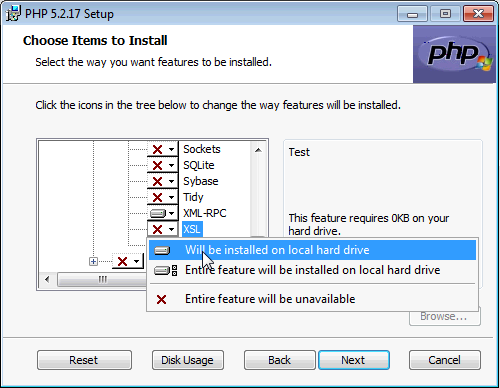 PHP 5.2.17 Setup
Choose Items to Install
Select the way you want features to be installed.
php
Click the icons in the tree below to change the way features will be installed.
Sockets
SQLite
Sybase
Tidy
XML-RPC
XSL
Test
This feature requires 0KB on your
hard drive.
Will be installed on local hard drive
Entire feature will be installed on local hard drive
Entire feature will be unavailable
Browse...
Reset
Disk Usage
Back
Next
Cancel